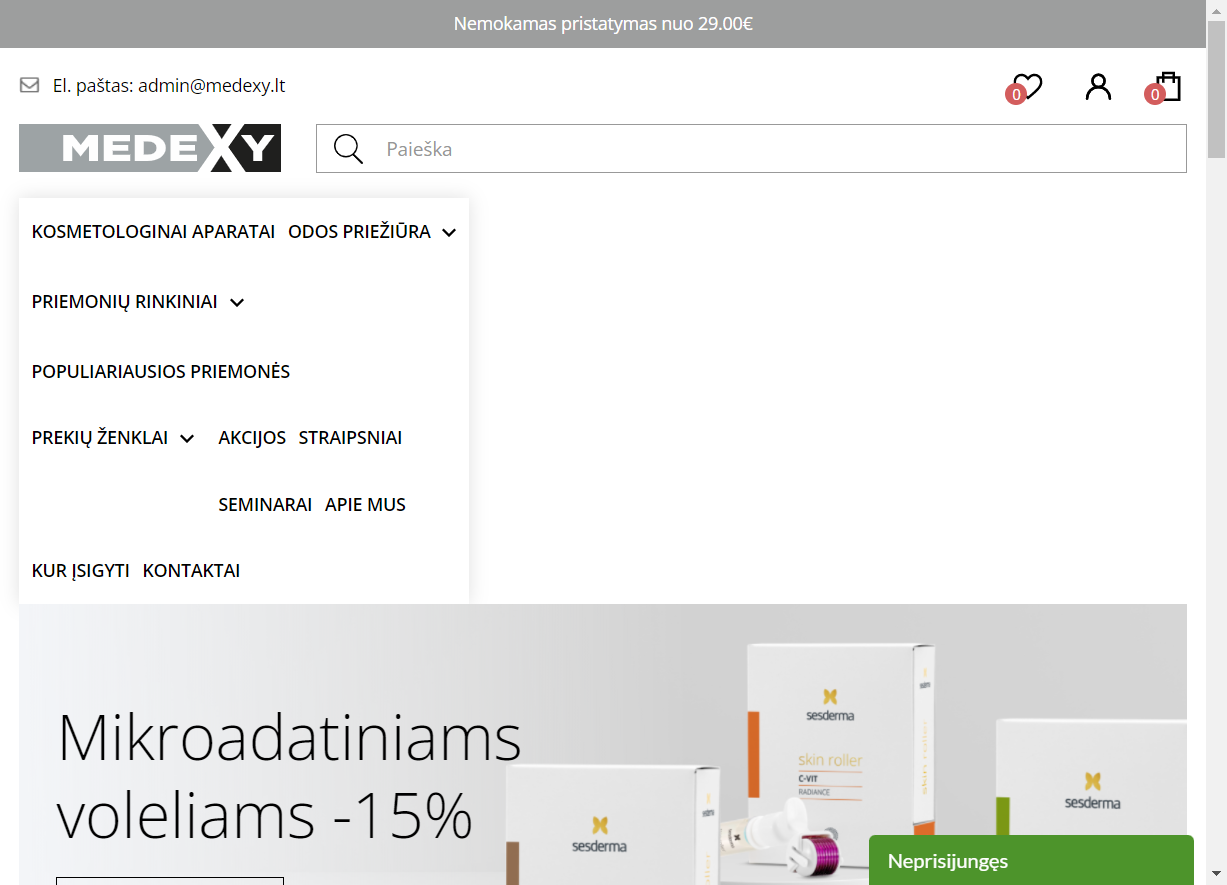 Nemokamas pristatymas nuo 29.00€
El. paštas: admin@medexy.lt
0
0
MEDEXY
Paieška
KOSMETOLOGINAI APARATAI ODOS PRIEŽIŪRA
PRIEMONIŲ RINKINIAI
POPULIARIAUSIOS PRIEMONĖS
PREKIŲ ŽENKLAI AKCIJOS STRAIPSNIAI
SEMINARAI APIE MUS
KUR ĮSIGYTI KONTAKTAI
Mikroadatiniams
voleliams -15%
sesderma
skin roller
C-VIT
RADIANCE
skin roller
sesderma
sesderma
Neprisijungęs